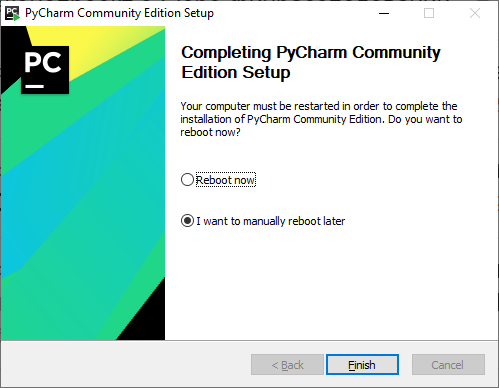 PyCharm Community Edition Setup
PC
Completing PyCharm Community
Edition Setup
Your computer must be restarted in order to complete the
installation of PyCharm Community Edition. Do you want to
reboot now?
Reboot now
I want to manually reboot later
< Back
Finish
Cancel